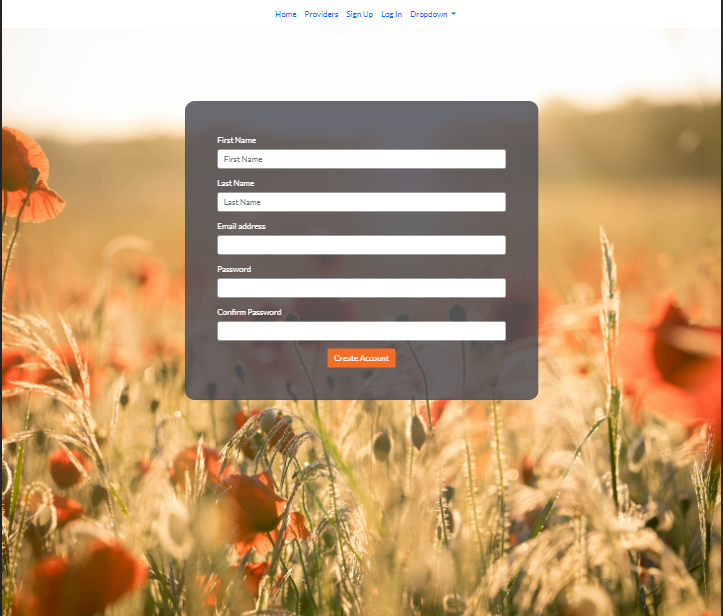 Home Providers Sign Up Log In Dropdown
First Name
First Name
Last Name
Last Name
Email address
Password
Confirm Password
Create Account